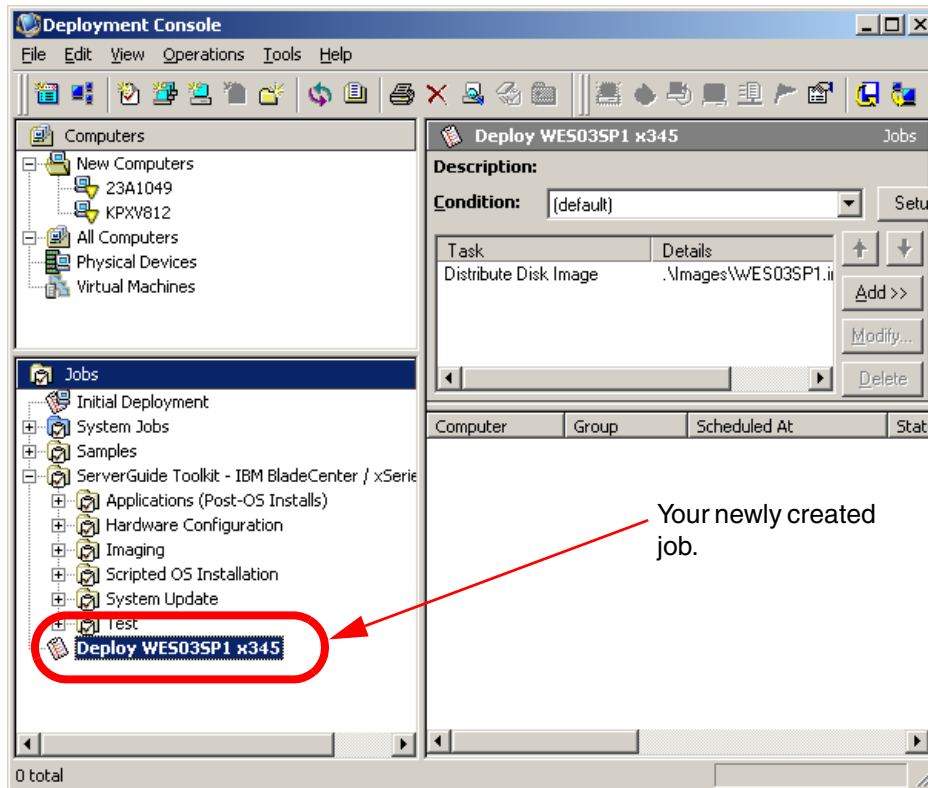 Deployment Console
File Edit View Operations Tools Help
Computers
New Computers
23A1049
KPXV812
All Computers
Physical Devices
Virtual Machines
Jobs
Initial Deployment
System Jobs
Samples
ServerGuide Toolkit - IBM BladeCenter / xSerie
Applications (Post-OS Installs)
Hardware Configuration
Imaging
Scripted OS Installation
System Update
Test
Deploy WES03SP1 x345
0 total
Deploy WES03SP1 x345 Jobs
Description:
Condition: (default) Setu
Task Details
Distribute Disk Image .\Images\WES03SP1.i
Add >>
Modify...
Delete
Computer Group Scheduled At Stat
Your newly created
job.